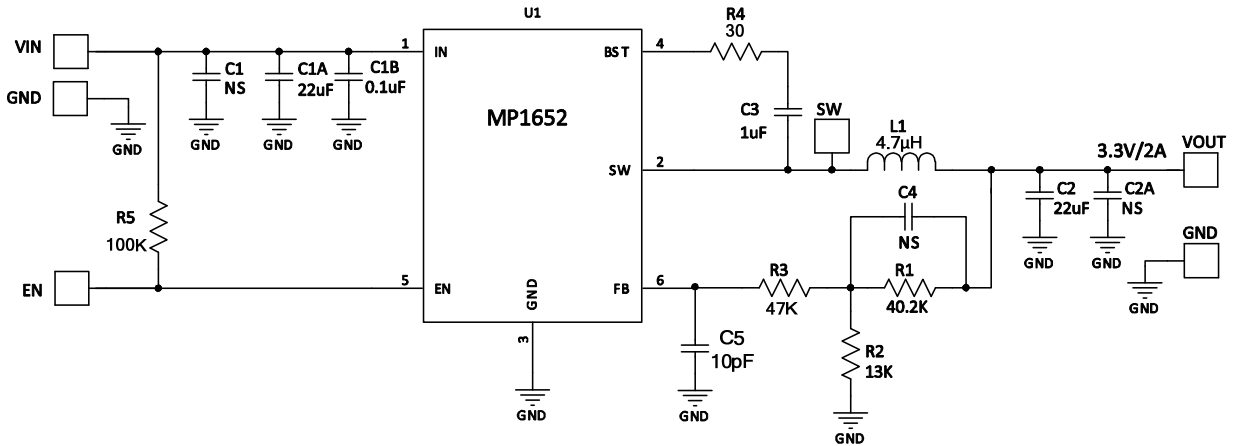 U1
VIN
GND
GND
C1
NS
GND
C1A
22uF
GND
C1B
0.1uF
GND
R5
100K
EN
1
IN
5
EN
MP1652
GND
3
GND
BST
4
SW
2
FB
6
R4
30
C3
1uF
SW
L1
4.7µH
3.3V/2A
VOUT
C2
22uF
GND
C2A
NS
GND
GND
GND
C4
NS
R3
47K
R1
40.2K
R2
13K
GND
C5
10pF
GND